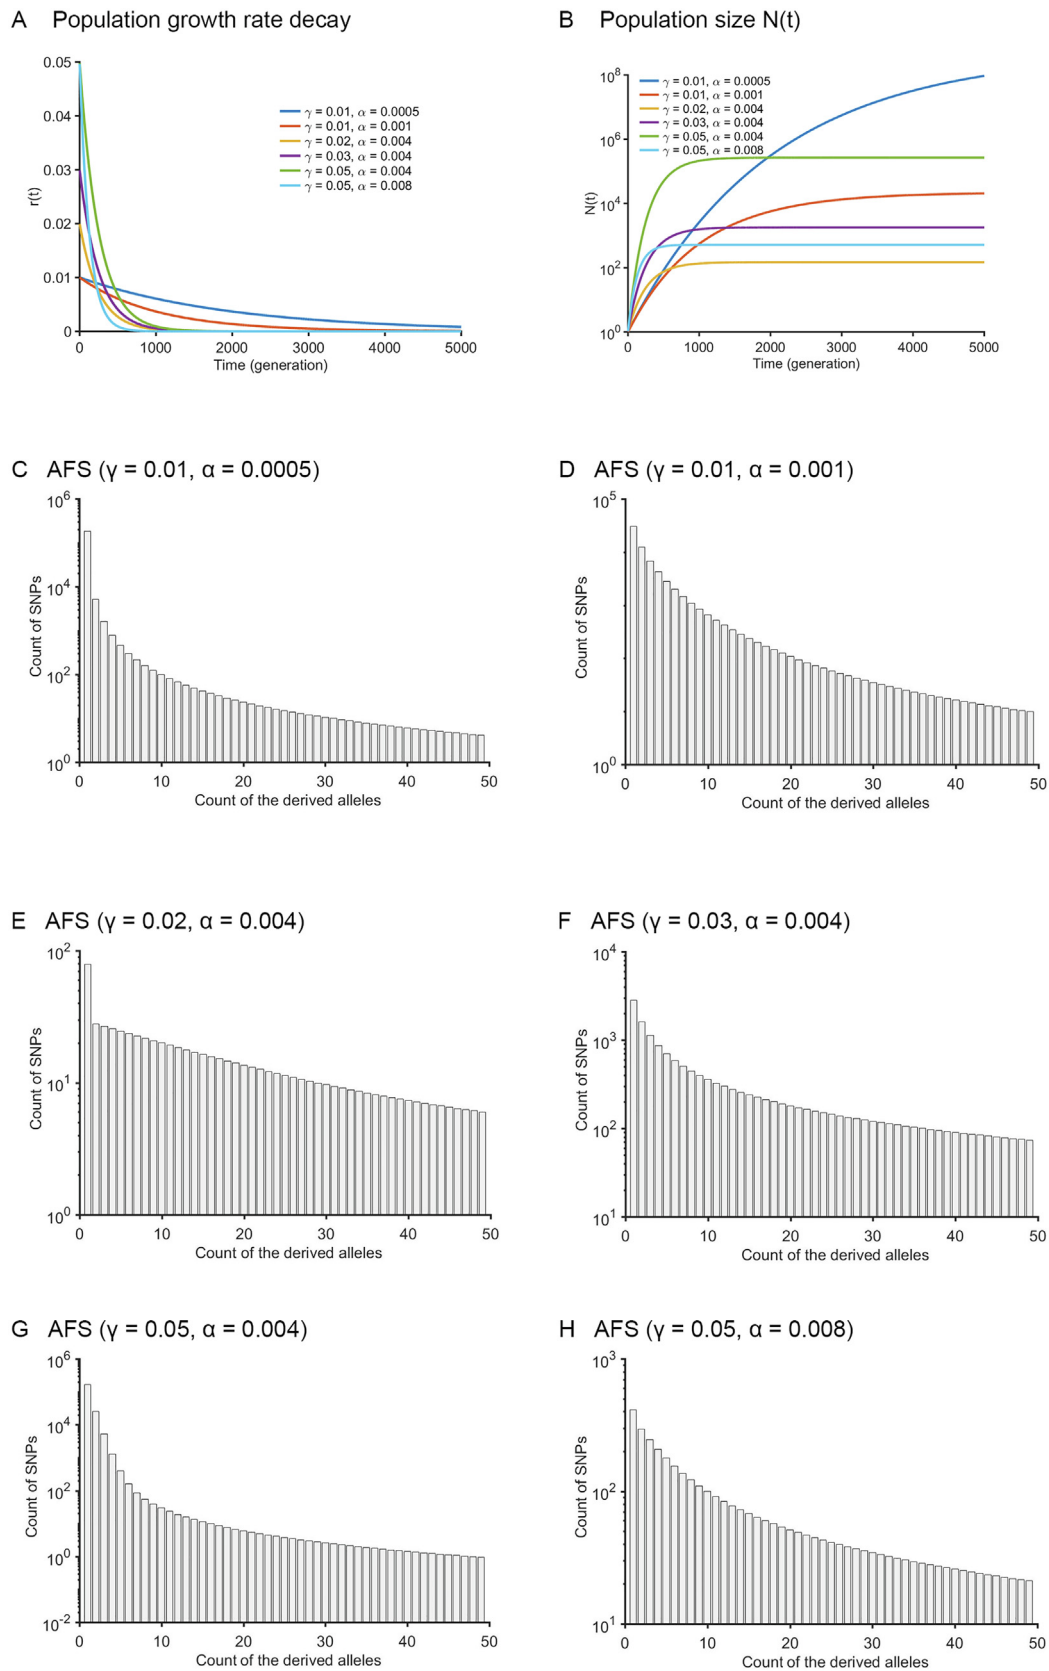 A Population growth rate decay
0.05
0.04
0.03
0.02
0.01
0
r(t)
γ = 0.01, α = 0.0005
γ = 0.01, α = 0.001
γ = 0.02, α = 0.004
γ = 0.03, α = 0.004
γ = 0.05, α = 0.004
γ = 0.05, α = 0.008
0 1000 2000 3000 4000 5000
Time (generation)
B Population size N(t)
10^8
10^6
10^4
10^2
10^0
N(t)
γ = 0.01, α = 0.0005
γ = 0.01, α = 0.001
γ = 0.02, α = 0.004
γ = 0.03, α = 0.004
γ = 0.05, α = 0.004
γ = 0.05, α = 0.008
0 1000 2000 3000 4000 5000
Time (generation)
C AFS (γ = 0.01, α = 0.0005)
10^6
10^4
10^2
10^0
Count of SNPs
0 10 20 30 40 50
Count of the derived alleles
D AFS (γ = 0.01, α = 0.001)
10^5
10^0
Count of SNPs
0 10 20 30 40 50
Count of the derived alleles
E AFS (γ = 0.02, α = 0.004)
10^2
10^1
10^0
Count of SNPs
0 10 20 30 40 50
Count of the derived alleles
F AFS (γ = 0.03, α = 0.004)
10^4
10^3
10^2
10^1
Count of SNPs
0 10 20 30 40 50
Count of the derived alleles
G AFS (γ = 0.05, α = 0.004)
10^6
10^4
10^2
10^0
10^-2
Count of SNPs
0 10 20 30 40 50
Count of the derived alleles
H AFS (γ = 0.05, α = 0.008)
10^3
10^2
10^1
Count of SNPs
0 10 20 30 40 50
Count of the derived alleles